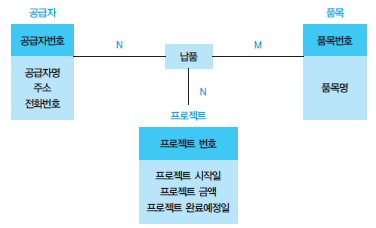 공급자
품목
공급자번호
N
납품
M
품목번호
공급자명
주소
전화번호
품목명
N
프로젝트
프로젝트 번호
프로젝트 시작일
프로젝트 금액
프로젝트 완료예정일